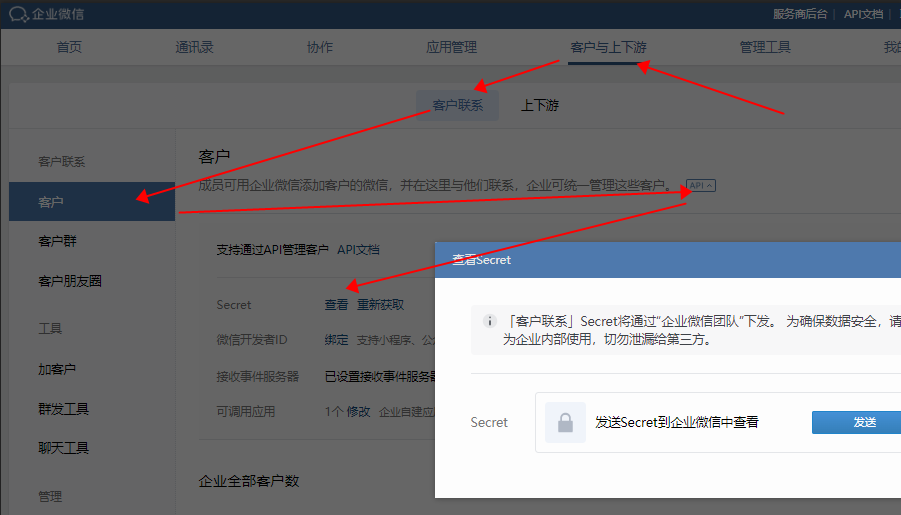 企业微信
服务商后台 API文档
首页 通讯录 协作 应用管理 客户与上下游 管理工具
客户联系 上下游
客户联系
客户
客户群
客户朋友圈
工具
加客户
群发工具
聊天工具
管理
客户
成员可用企业微信添加客户的微信，并在这里与他们联系，企业可统一管理这些客户。 API
支持通过API管理客户 API文档
Secret 查看 重新获取
微信开发者ID 绑定 支持小程序、
接收事件服务器 已设置接收事件服务器
可调用应用 1个 修改 企业自建应
企业全部客户数
查看Secret
「客户联系」Secret将通过“企业微信团队”下发。 为确保数据安全，请
为企业内部使用，切勿泄漏给第三方。
Secret 发送Secret到企业微信中查看 发送